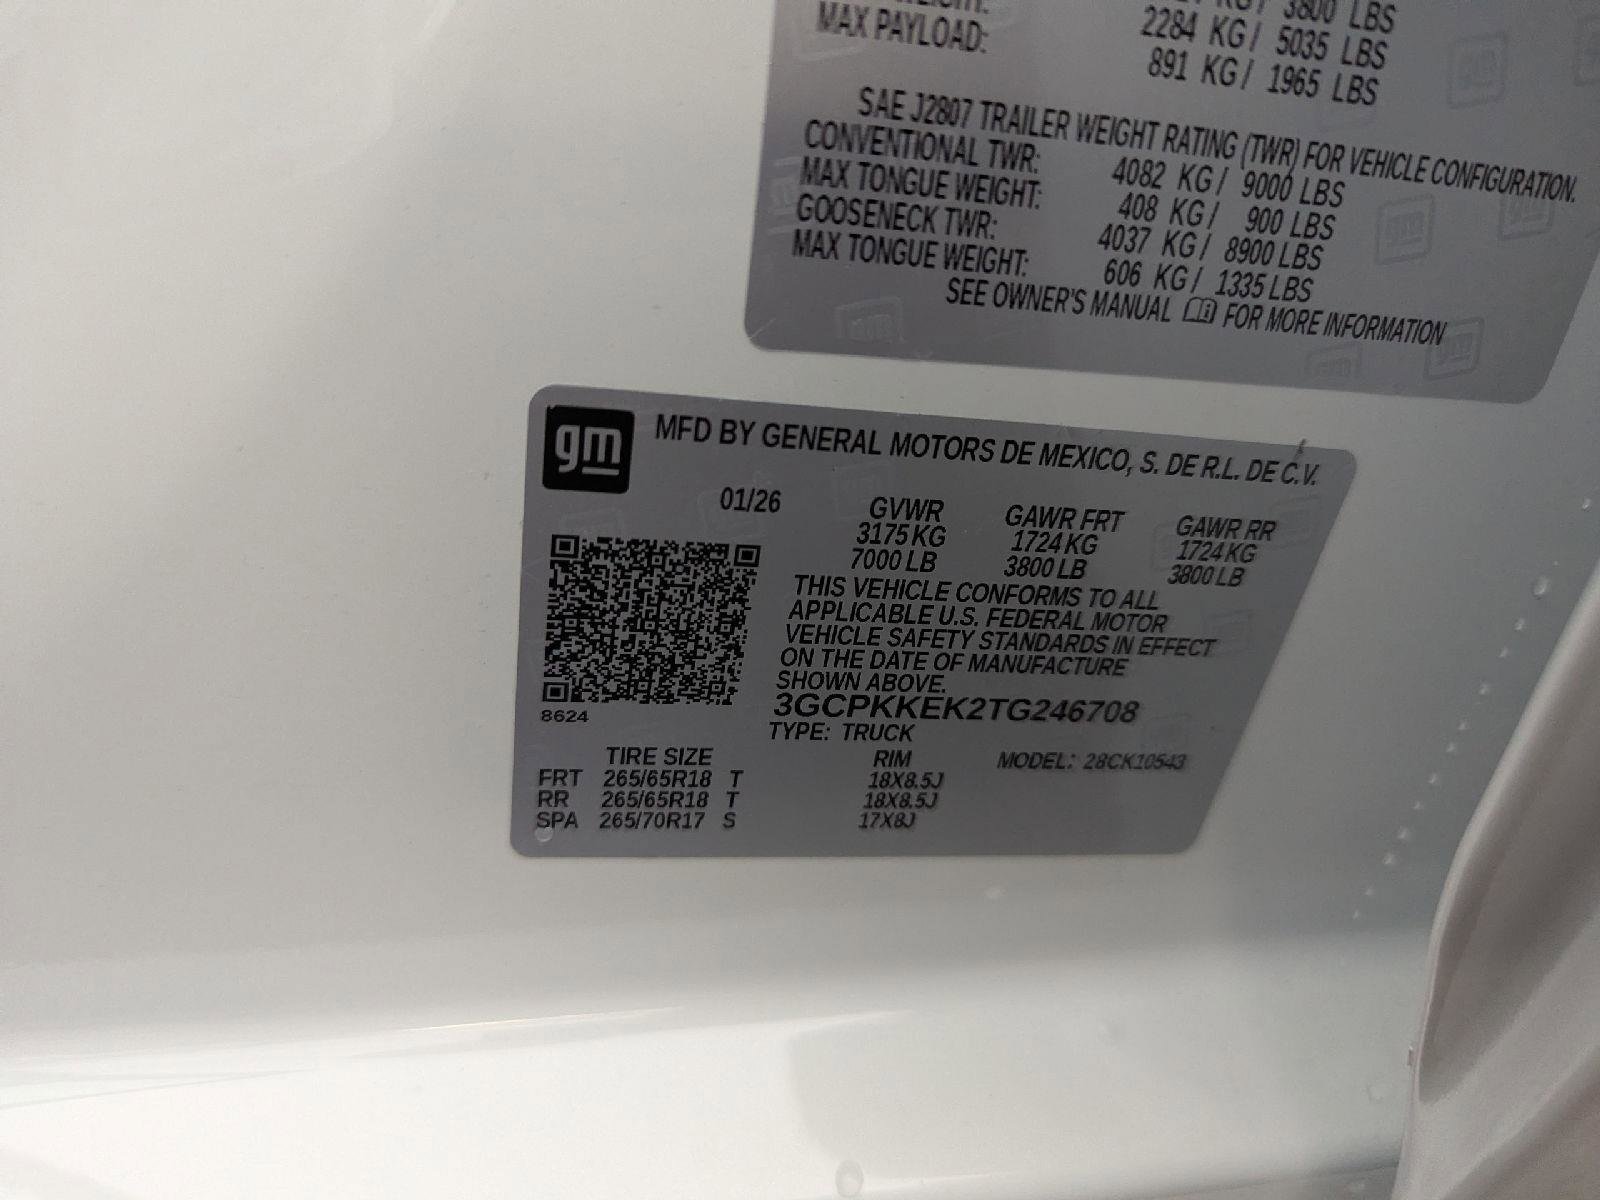 3800 LBS
2284 KG/ 5035 LBS
MAX PAYLOAD: 891 KG/ 1965 LBS
SAE J2807 TRAILER WEIGHT RATING (TWR) FOR VEHICLE CONFIGURATION.
CONVENTIONAL TWR: 4082 KG/ 9000 LBS
MAX TONGUE WEIGHT: 408 KG/ 900 LBS
GOOSENECK TWR: 4037 KG/ 8900 LBS
MAX TONGUE WEIGHT: 606 KG/ 1335 LBS
SEE OWNER'S MANUAL FOR MORE INFORMATION
gm
MFD BY GENERAL MOTORS DE MEXICO, S. DE R.L. DE C.V.
01/26 GVWR GAWR FRT GAWR RR
3175 KG 1724 KG 1724 KG
7000 LB 3800 LB 3800 LB
THIS VEHICLE CONFORMS TO ALL
APPLICABLE U.S. FEDERAL MOTOR
VEHICLE SAFETY STANDARDS IN EFFECT
ON THE DATE OF MANUFACTURE
SHOWN ABOVE.
3GCPKKEK2TG246708
8624
TYPE: TRUCK
TIRE SIZE RIM MODEL: 28CK10543
FRT 265/65R18 T 18X8.5J
RR 265/65R18 T 18X8.5J
SPA 265/70R17 S 17X8J